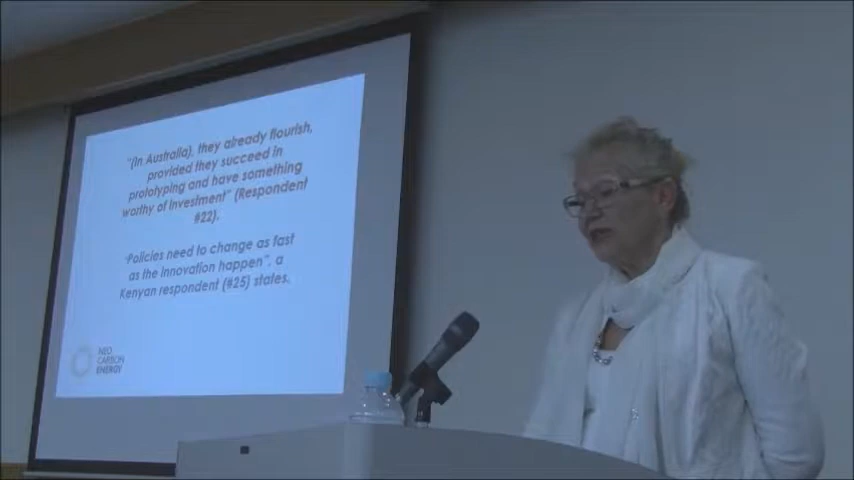 "(In Australia), they already flourish,
provided they succeed in
prototyping and have something
worthy of investment" (Respondent
#22).
"Policies need to change as fast
as the innovation happen", a
Kenyan respondent (#25) states.
NEO
CARBON
ENERGY